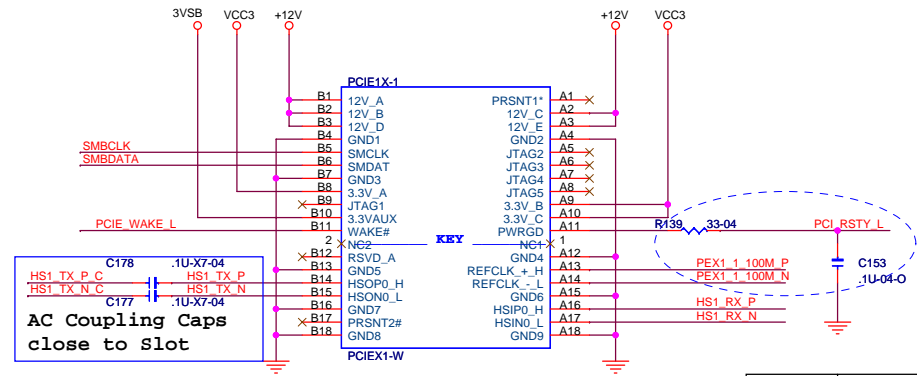 3VSB VCC3 +12V +12V VCC3
PCIE1X-1
B1 12V_A PRSNT1* A1
B2 12V_B 12V_C A2
B3 12V_D 12V_E A3
B4 GND1 GND2 A4
SMBCLK B5 SMCLK JTAG2 A5
SMBDATA B6 SMDAT JTAG3 A6
B7 GND3 JTAG4 A7
B8 3.3V_A JTAG5 A8
B9 JTAG1 3.3V_B A9
B10 3.3VAUX 3.3V_C A10
PCIE_WAKE_L B11 WAKE# PWRGD A11 R139 33-04 PCI_RSTY_L
2 NC2 KEY NC1 1
B12 RSVD_A GND4 A12
B13 GND5 REFCLK_+_H A13 PEX1_1_100M_P
HS1_TX_P_C C178 .1U-X7-04 HS1_TX_P B14 HSOP0_H REFCLK_-_L A14 PEX1_1_100M_N
HS1_TX_N_C C177 .1U-X7-04 HS1_TX_N B15 HSON0_L GND6 A15
B16 GND7 HSIP0_H A16 HS1_RX_P
B17 PRSNT2# HSIN0_L A17 HS1_RX_N
B18 GND8 GND9 A18
PCIEX1-W
C153
.1U-04-O
AC Coupling Caps
close to Slot